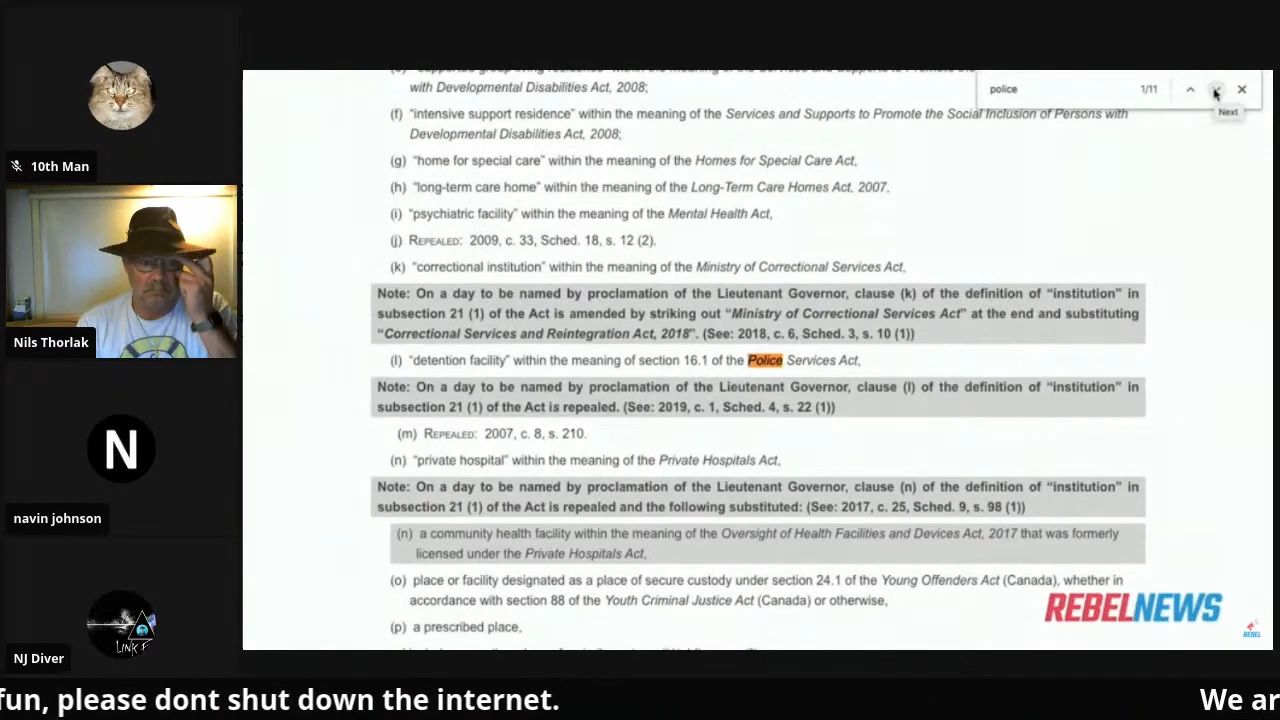 with Developmental Disabilities Act, 2008;
police 1/11
Next
(f) “intensive support residence” within the meaning of the Services and Supports to Promote the Social Inclusion of Persons with
Developmental Disabilities Act, 2008;
(g) “home for special care” within the meaning of the Homes for Special Care Act,
(h) “long-term care home” within the meaning of the Long-Term Care Homes Act, 2007,
(i) “psychiatric facility” within the meaning of the Mental Health Act,
(j) REPEALED: 2009, c. 33, Sched. 18, s. 12 (2).
(k) “correctional institution” within the meaning of the Ministry of Correctional Services Act,
Note: On a day to be named by proclamation of the Lieutenant Governor, clause (k) of the definition of “institution” in
subsection 21 (1) of the Act is amended by striking out “Ministry of Correctional Services Act” at the end and substituting
“Correctional Services and Reintegration Act, 2018”. (See: 2018, c. 6, Sched. 3, s. 10 (1))
(l) “detention facility” within the meaning of section 16.1 of the Police Services Act,
Note: On a day to be named by proclamation of the Lieutenant Governor, clause (l) of the definition of “institution” in
subsection 21 (1) of the Act is repealed. (See: 2019, c. 1, Sched. 4, s. 22 (1))
(m) REPEALED: 2007, c. 8, s. 210.
(n) “private hospital” within the meaning of the Private Hospitals Act,
Note: On a day to be named by proclamation of the Lieutenant Governor, clause (n) of the definition of “institution” in
subsection 21 (1) of the Act is repealed and the following substituted: (See: 2017, c. 25, Sched. 9, s. 98 (1))
(n) a community health facility within the meaning of the Oversight of Health Facilities and Devices Act, 2017 that was formerly
licensed under the Private Hospitals Act,
(o) place or facility designated as a place of secure custody under section 24.1 of the Young Offenders Act (Canada), whether in
accordance with section 88 of the Youth Criminal Justice Act (Canada) or otherwise,
(p) a prescribed place,
REBELNEWS
REBEL
10th Man
Nils Thorlak
N
navin johnson
LINK
NJ Diver
fun, please dont shut down the internet.
We ar